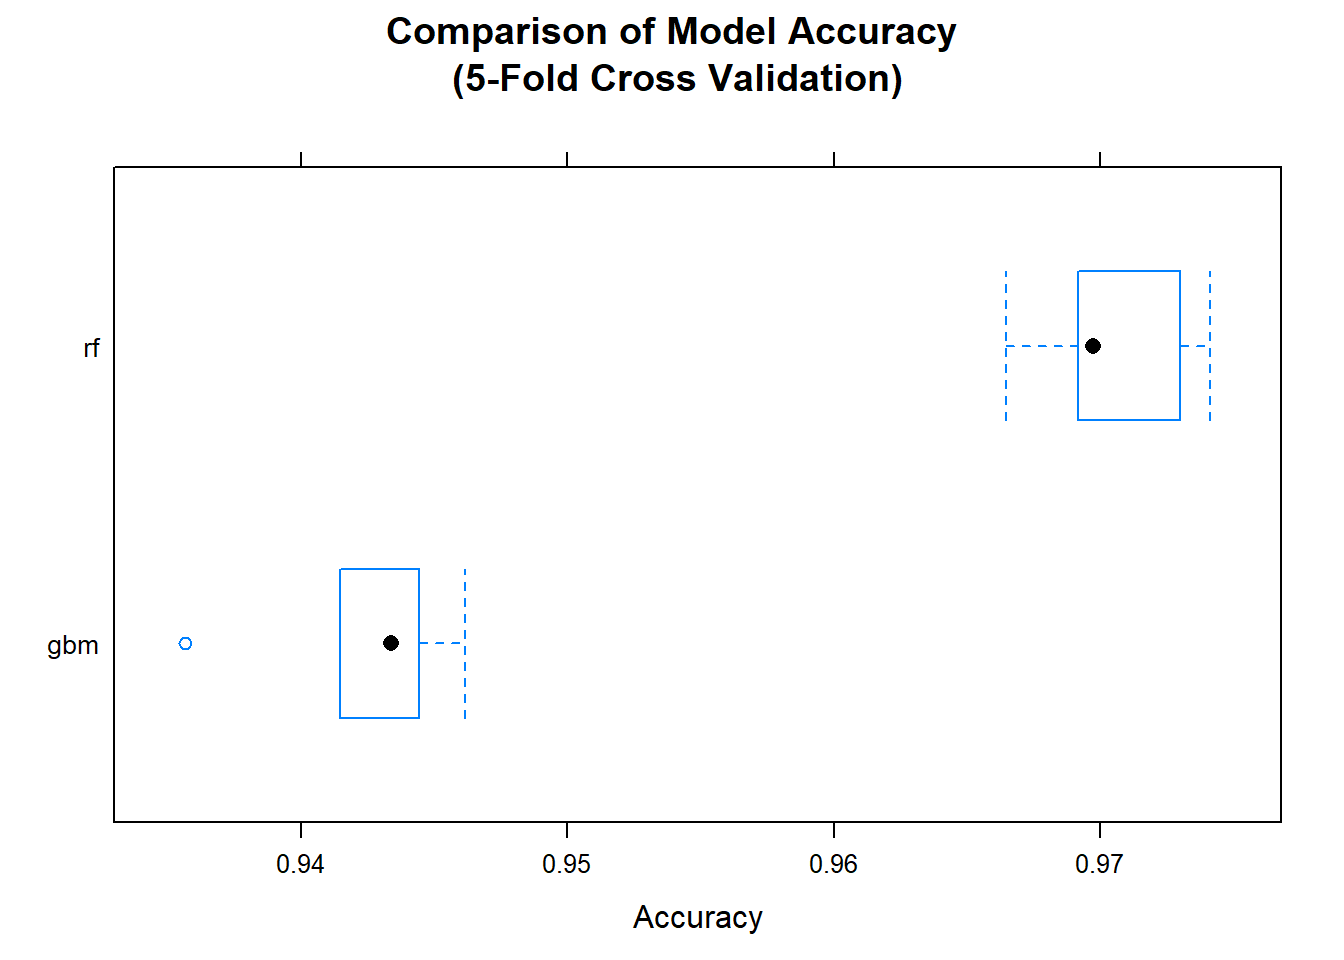 Comparison of Model Accuracy
(5-Fold Cross Validation)
rf
gbm
0.94 0.95 0.96 0.97
Accuracy